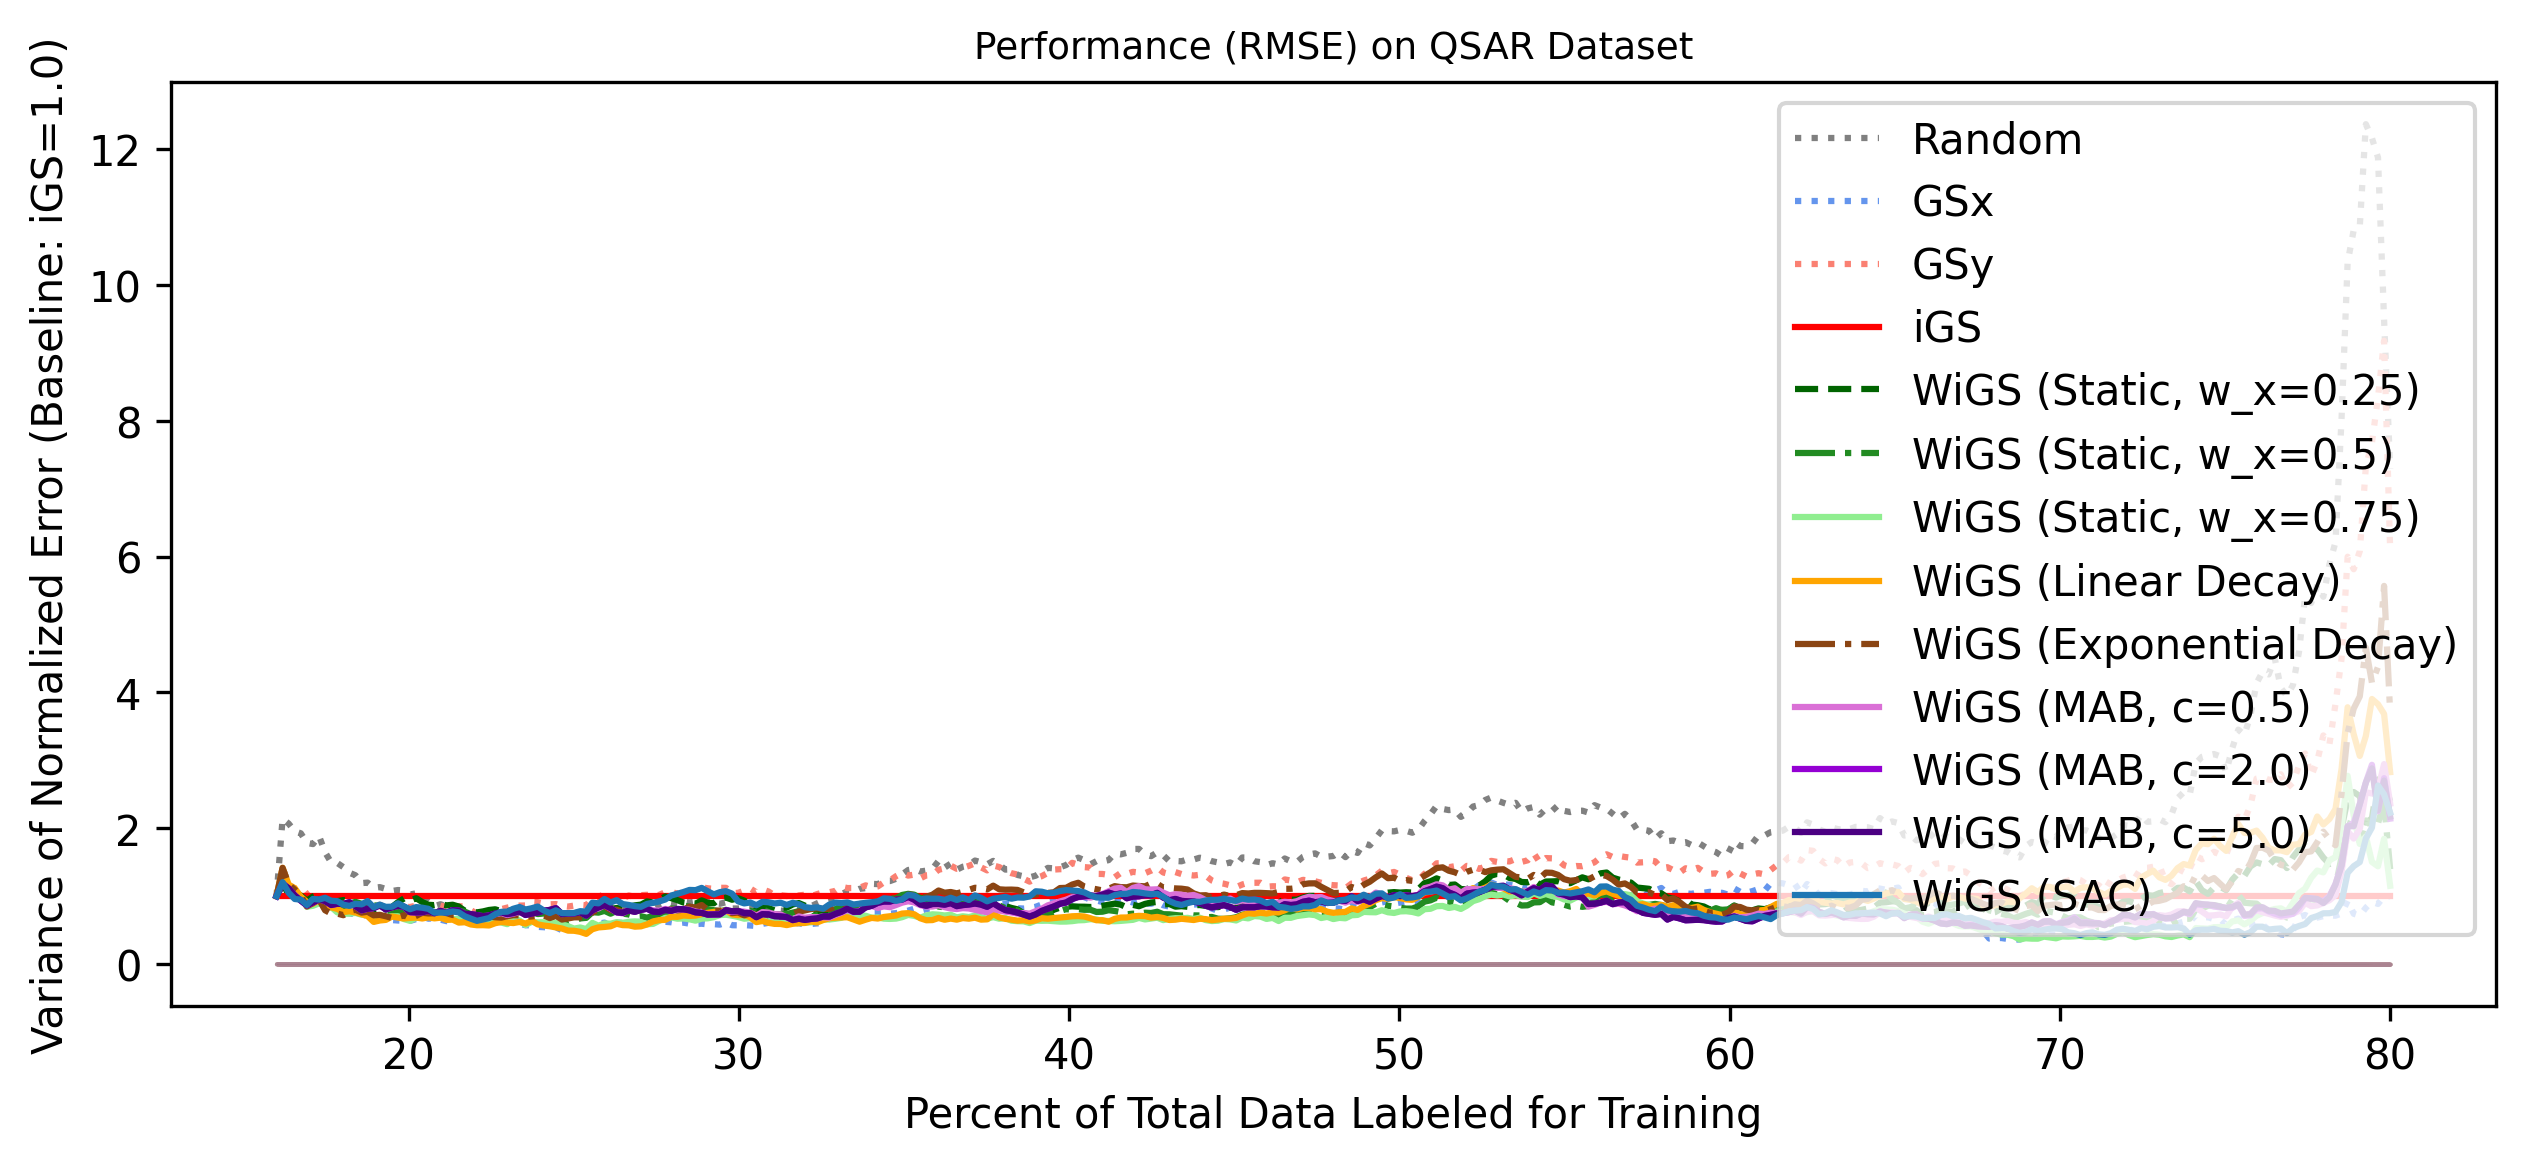 Performance (RMSE) on QSAR Dataset
Variance of Normalized Error (Baseline: iGS=1.0)
12
10
8
6
4
2
0
Random
GSx
GSy
iGS
WiGS (Static, w_x=0.25)
WiGS (Static, w_x=0.5)
WiGS (Static, w_x=0.75)
WiGS (Linear Decay)
WiGS (Exponential Decay)
WiGS (MAB, c=0.5)
WiGS (MAB, c=2.0)
WiGS (MAB, c=5.0)
WiGS (SAC)
20 30 40 50 60 70 80
Percent of Total Data Labeled for Training